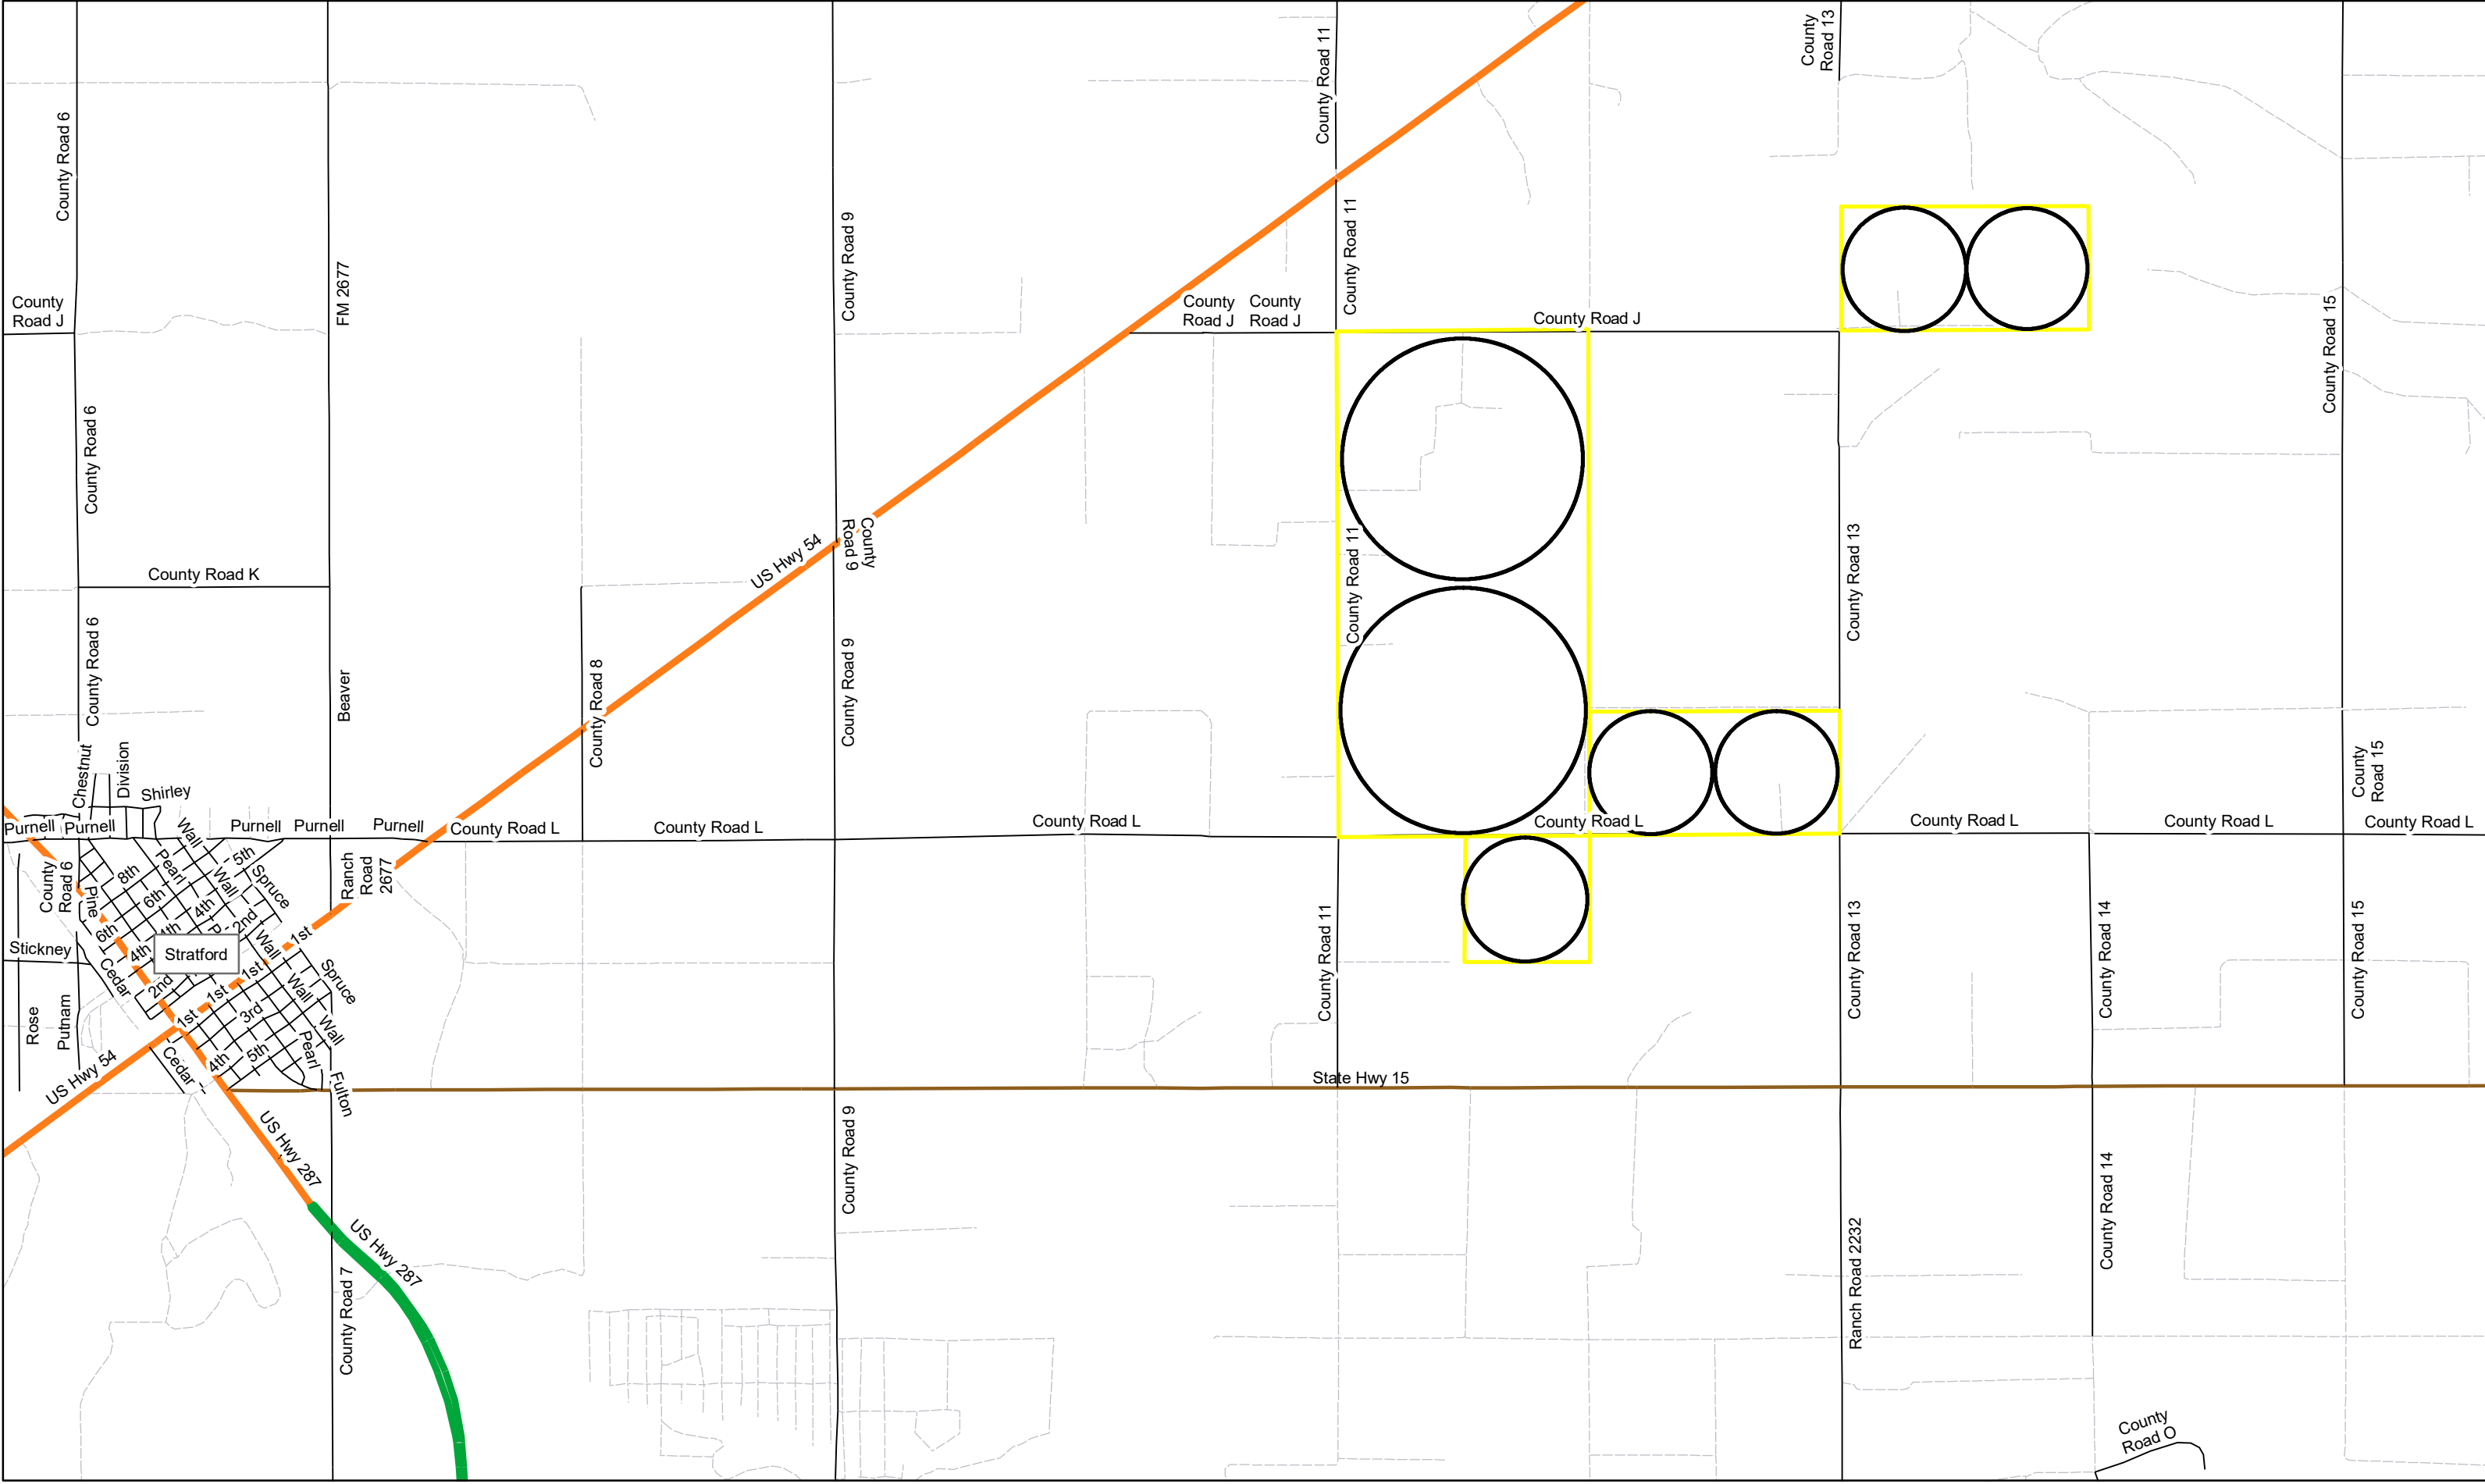 County
Road 13
County Road 11
County Road 6
County Road 11
County Road 9
FM 2677
County
Road J
County
Road J
County
Road J
County Road J
County Road 15
County Road 6
County
Road 9
US Hwy 54
County Road 11
County Road 13
County Road K
County Road 6
Beaver
County Road 8
County Road 9
Chestnut
Division
Shirley
County
Road 15
Purnell
Purnell
Wall
Purnell
Purnell
Purnell
County Road L
County Road L
County Road L
County Road L
County Road L
County Road L
County Road L
County
Road 6
Pine
8th
Pearl
5th
Wall
Spruce
Ranch
Road
2677
6th
4th
2nd
6th
4th
4th
Wall
1st
Stickney
Stratford
Cedar
2nd
1st
1st
Wall
Spruce
County Road 11
County Road 13
County Road 14
County Road 15
Rose
Putnam
1st
3rd
Wall
Pearl
5th
4th
Cedar
US Hwy 54
Fulton
State Hwy 15
US Hwy 287
County Road 9
County Road 14
US Hwy 287
County Road 7
Ranch Road 2232
County
Road O